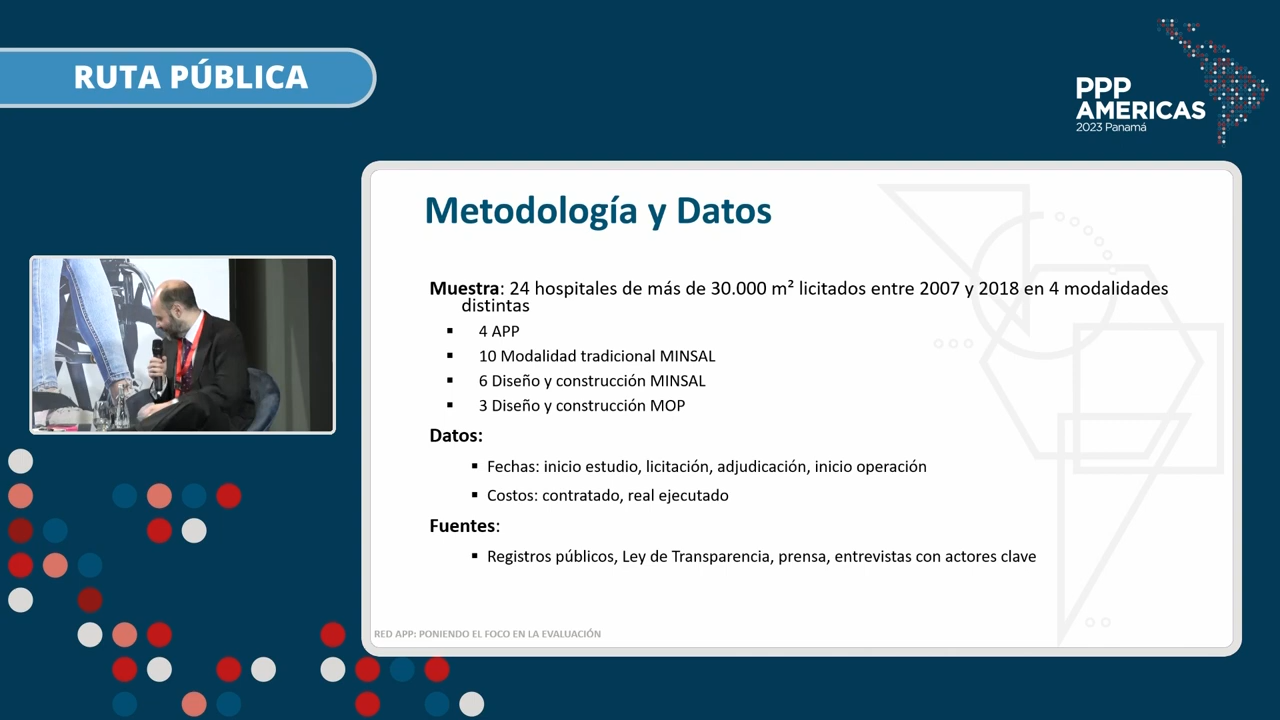 RUTA PÚBLICA
PPP
AMERICAS
2023 Panamá
Metodología y Datos
Muestra: 24 hospitales de más de 30.000 m² licitados entre 2007 y 2018 en 4 modalidades
distintas
▪ 4 APP
▪ 10 Modalidad tradicional MINSAL
▪ 6 Diseño y construcción MINSAL
▪ 3 Diseño y construcción MOP
Datos:
▪ Fechas: inicio estudio, licitación, adjudicación, inicio operación
▪ Costos: contratado, real ejecutado
Fuentes:
▪ Registros públicos, Ley de Transparencia, prensa, entrevistas con actores clave
RED APP: PONIENDO EL FOCO EN LA EVALUACIÓN